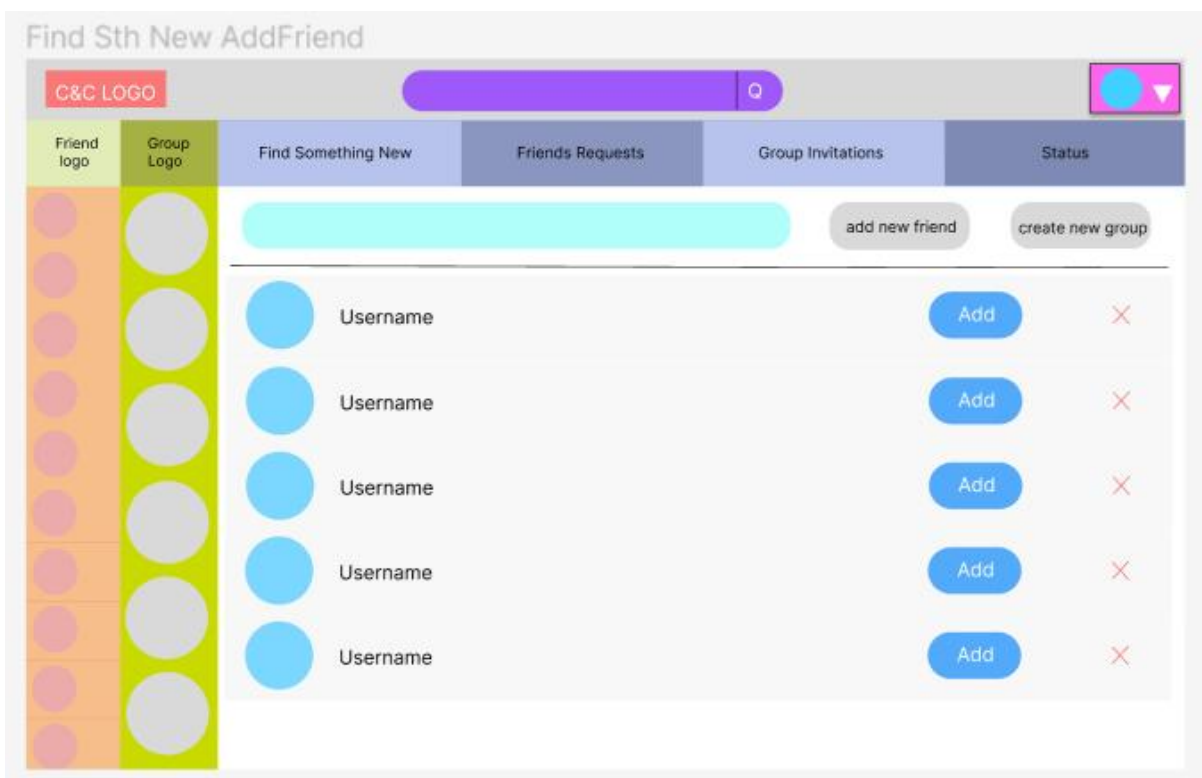 Find Sth New AddFriend
C&C LOGO
Q
Friend
logo
Group
Logo
Find Something New
Friends Requests
Group Invitations
Status
add new friend
create new group
Username
Add
Username
Add
Username
Add
Username
Add
Username
Add